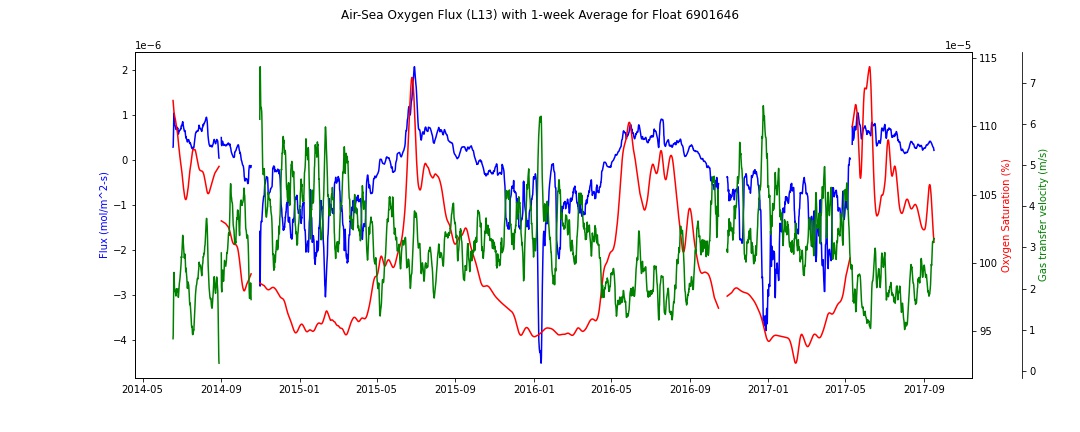 Air-Sea Oxygen Flux (L13) with 1-week Average for Float 6901646
1e−6
1e−5
2
1
0
−1
−2
−3
−4
Flux (mol/m^2-s)
115
110
105
100
95
Oxygen Saturation (%)
7
6
5
4
3
2
1
0
Gas transfer velocity (m/s)
2014-05 2014-09 2015-01 2015-05 2015-09 2016-01 2016-05 2016-09 2017-01 2017-05 2017-09